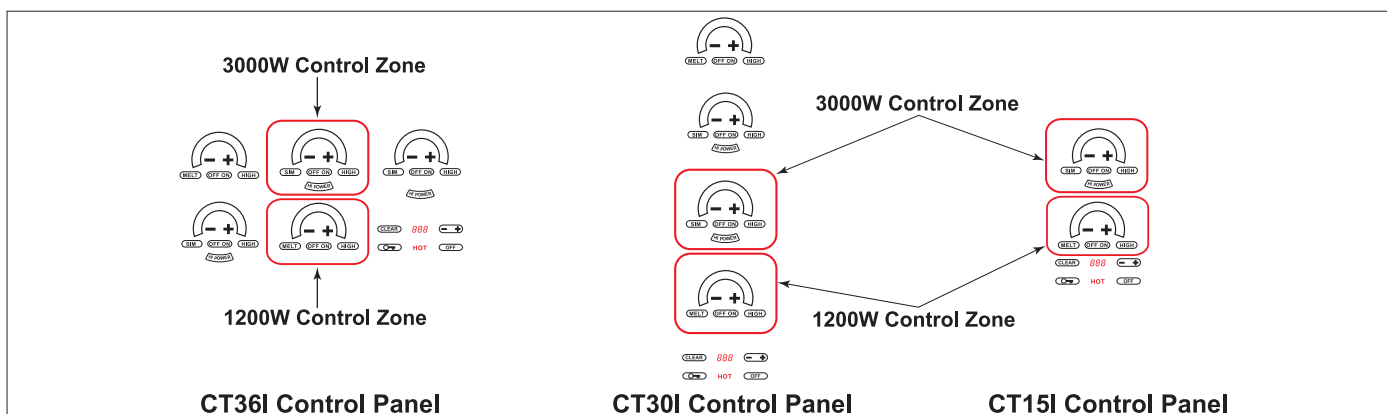 MELT OFF ON HIGH
3000W Control Zone
3000W Control Zone
SIM OFF ON HIGH
HI POWER
MELT OFF ON HIGH
SIM OFF ON HIGH
HI POWER
SIM OFF ON HIGH
HI POWER
SIM OFF ON HIGH
HI POWER
SIM OFF ON HIGH
HI POWER
SIM OFF ON HIGH
HI POWER
MELT OFF ON HIGH
CLEAR 888 - +
HOT OFF
MELT OFF ON HIGH
CLEAR 888 - +
HOT OFF
1200W Control Zone
MELT OFF ON HIGH
1200W Control Zone
CLEAR 888 - +
HOT OFF
CT36I Control Panel
CT30I Control Panel
CT15I Control Panel